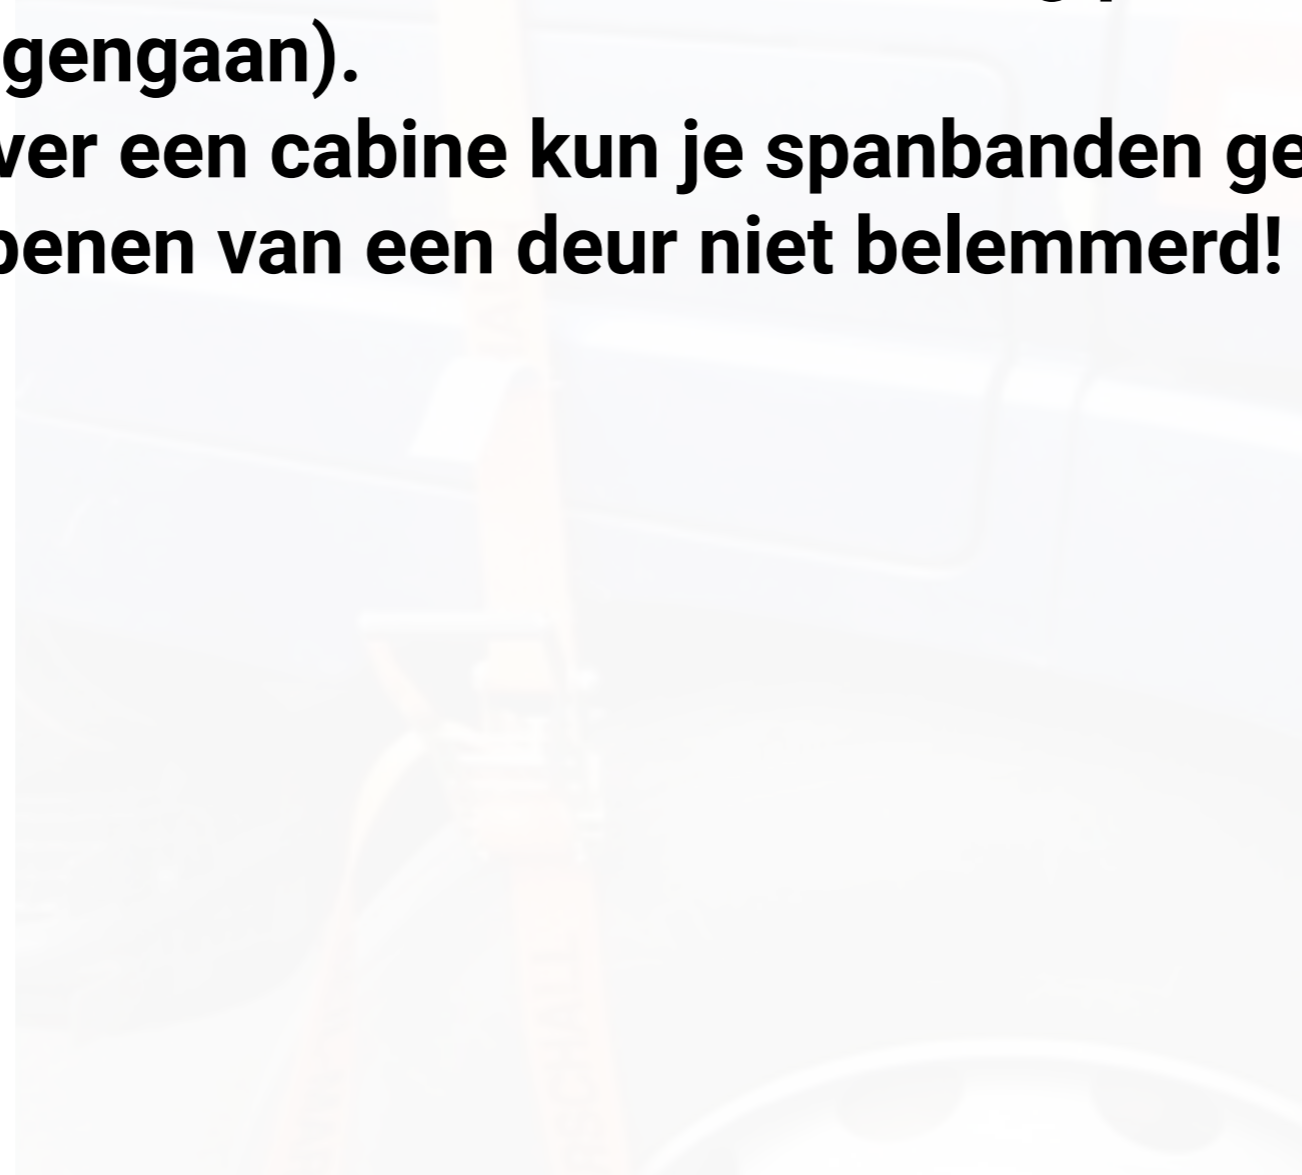 gengaan).
ver een cabine kun je spanbanden ge
penen van een deur niet belemmerd!